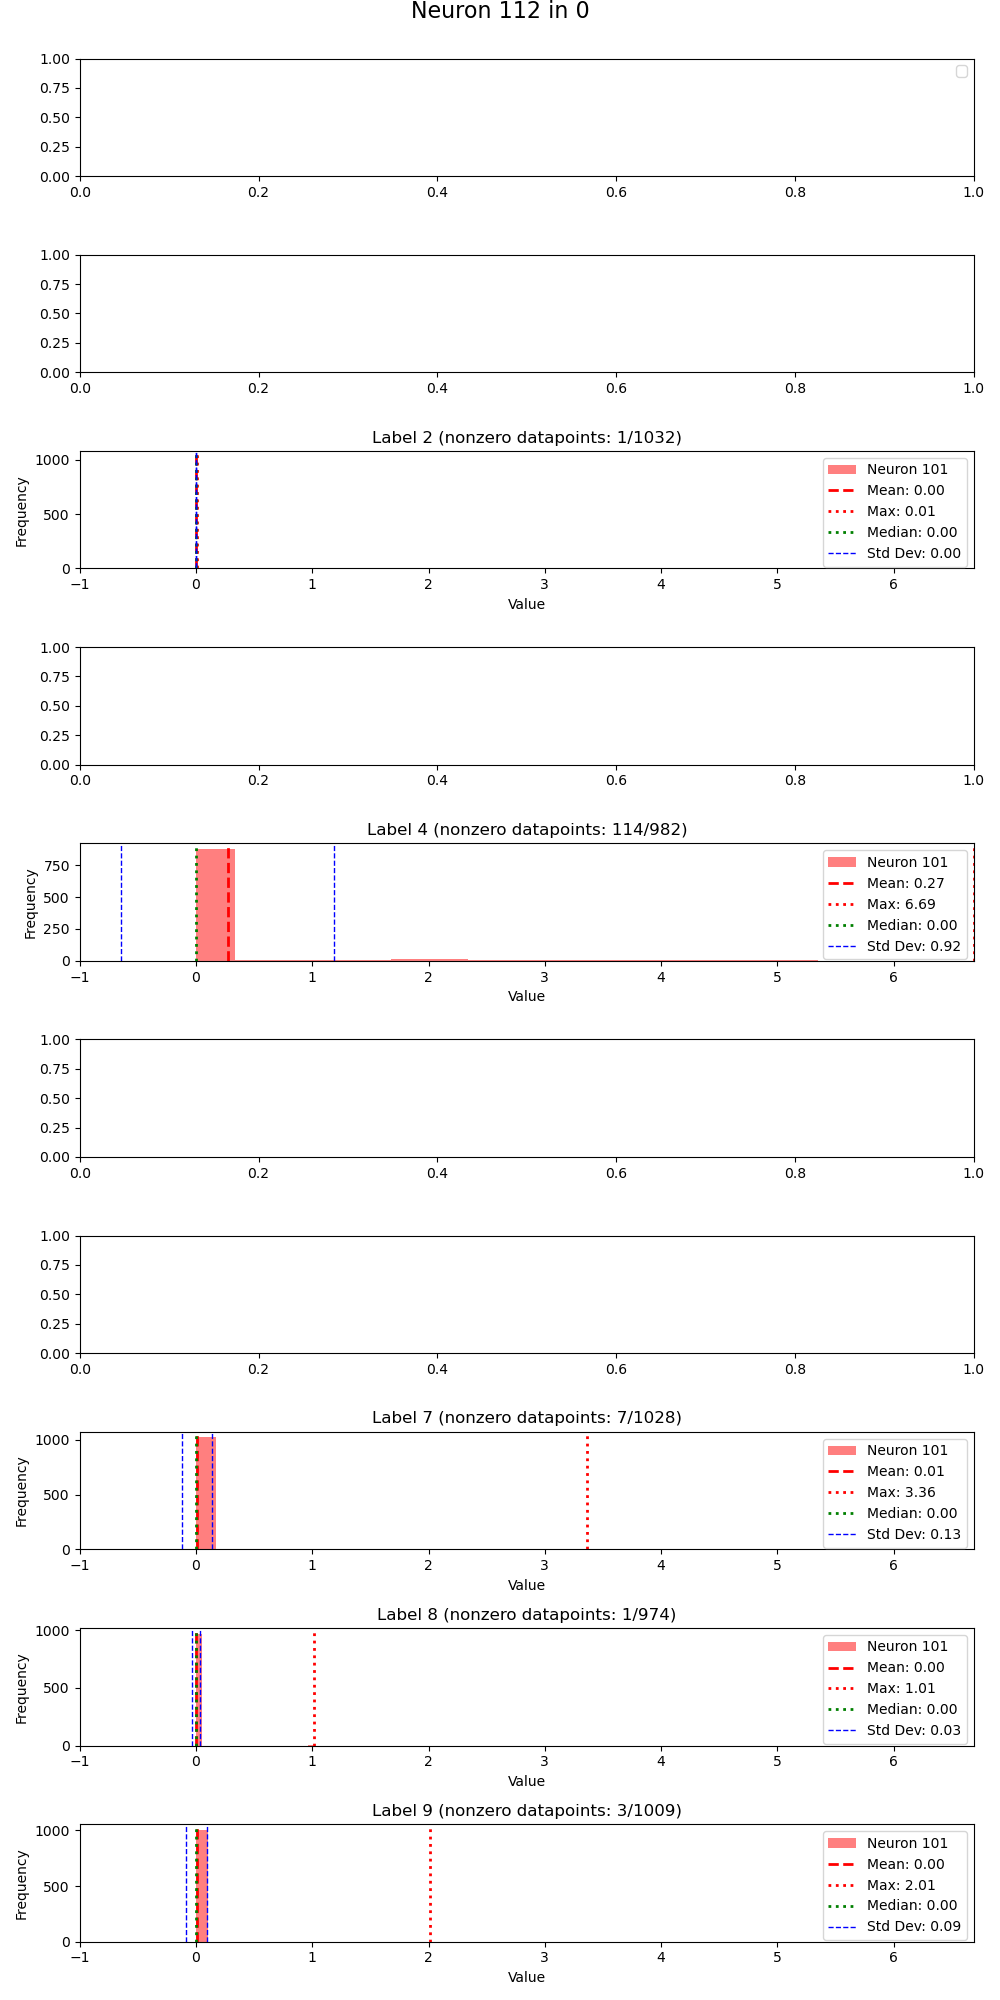 Neuron 112 in 0
1.00
0.75
0.50
0.25
0.00
0.0 0.2 0.4 0.6 0.8 1.0
1.00
0.75
0.50
0.25
0.00
0.0 0.2 0.4 0.6 0.8 1.0
Label 2 (nonzero datapoints: 1/1032)
Frequency
1000
500
0
Neuron 101
Mean: 0.00
Max: 0.01
Median: 0.00
Std Dev: 0.00
−1 0 1 2 3 4 5 6
Value
1.00
0.75
0.50
0.25
0.00
0.0 0.2 0.4 0.6 0.8 1.0
Label 4 (nonzero datapoints: 114/982)
Frequency
750
500
250
0
Neuron 101
Mean: 0.27
Max: 6.69
Median: 0.00
Std Dev: 0.92
−1 0 1 2 3 4 5 6
Value
1.00
0.75
0.50
0.25
0.00
0.0 0.2 0.4 0.6 0.8 1.0
1.00
0.75
0.50
0.25
0.00
0.0 0.2 0.4 0.6 0.8 1.0
Label 7 (nonzero datapoints: 7/1028)
Frequency
1000
500
0
Neuron 101
Mean: 0.01
Max: 3.36
Median: 0.00
Std Dev: 0.13
−1 0 1 2 3 4 5 6
Value
Label 8 (nonzero datapoints: 1/974)
Frequency
1000
500
0
Neuron 101
Mean: 0.00
Max: 1.01
Median: 0.00
Std Dev: 0.03
−1 0 1 2 3 4 5 6
Value
Label 9 (nonzero datapoints: 3/1009)
Frequency
1000
500
0
Neuron 101
Mean: 0.00
Max: 2.01
Median: 0.00
Std Dev: 0.09
−1 0 1 2 3 4 5 6
Value